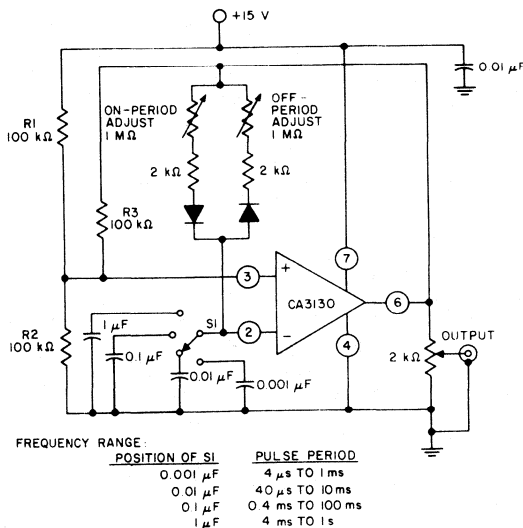 +15 V
0.01 µF
ON-PERIOD
ADJUST
1 MΩ
OFF-
PERIOD
ADJUST
1 MΩ
R1
100 kΩ
2 kΩ
2 kΩ
R3
100 kΩ
7
3
+
CA3130
6
R2
100 kΩ
1 µF
S1
2
−
4
OUTPUT
2 kΩ
0.1 µF
0.01 µF
0.001 µF
FREQUENCY RANGE:
POSITION OF S1 PULSE PERIOD
0.001 µF 4 µs TO 1 ms
0.01 µF 40 µs TO 10 ms
0.1 µF 0.4 ms TO 100 ms
1 µF 4 ms TO 1 s